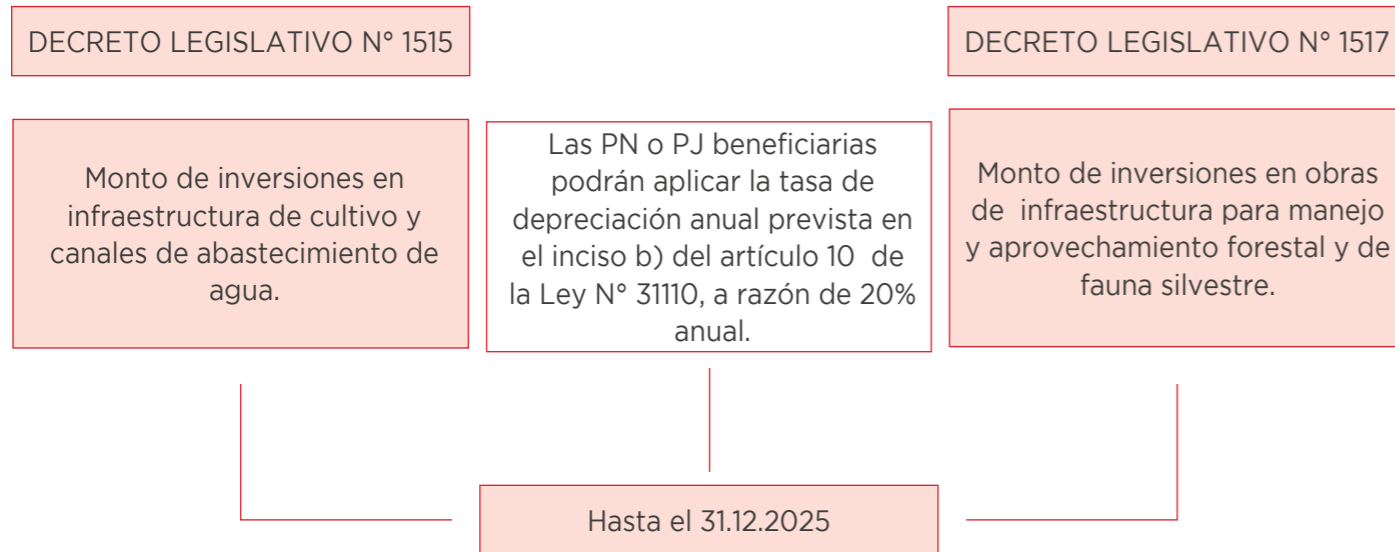 DECRETO LEGISLATIVO N° 1515
DECRETO LEGISLATIVO N° 1517
Monto de inversiones en
infraestructura de cultivo y
canales de abastecimiento de
agua.
Las PN o PJ beneficiarias
podrán aplicar la tasa de
depreciación anual prevista en
el inciso b) del artículo 10 de
la Ley N° 31110, a razón de 20%
anual.
Monto de inversiones en obras
de infraestructura para manejo
y aprovechamiento forestal y de
fauna silvestre.
Hasta el 31.12.2025